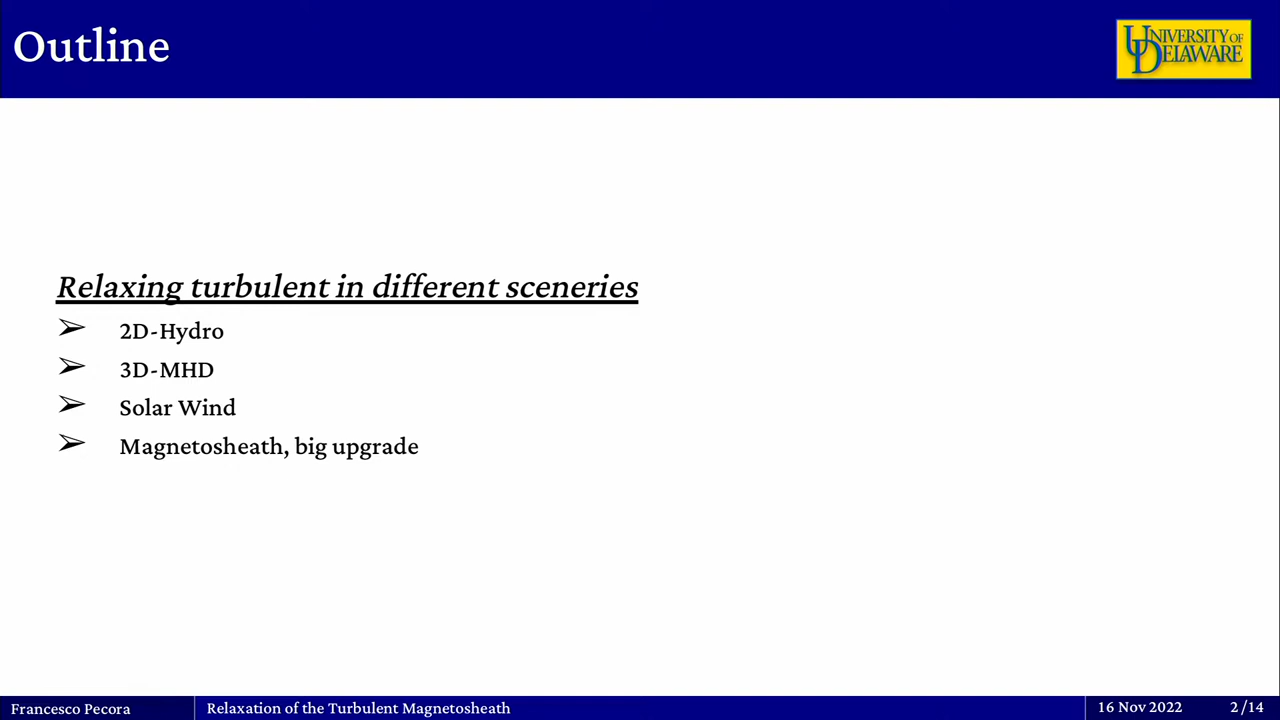 Outline
UNIVERSITY OF
DELAWARE
Relaxing turbulent in different sceneries
➢ 2D-Hydro
➢ 3D-MHD
➢ Solar Wind
➢ Magnetosheath, big upgrade
Francesco Pecora
Relaxation of the Turbulent Magnetosheath
16 Nov 2022
2/14